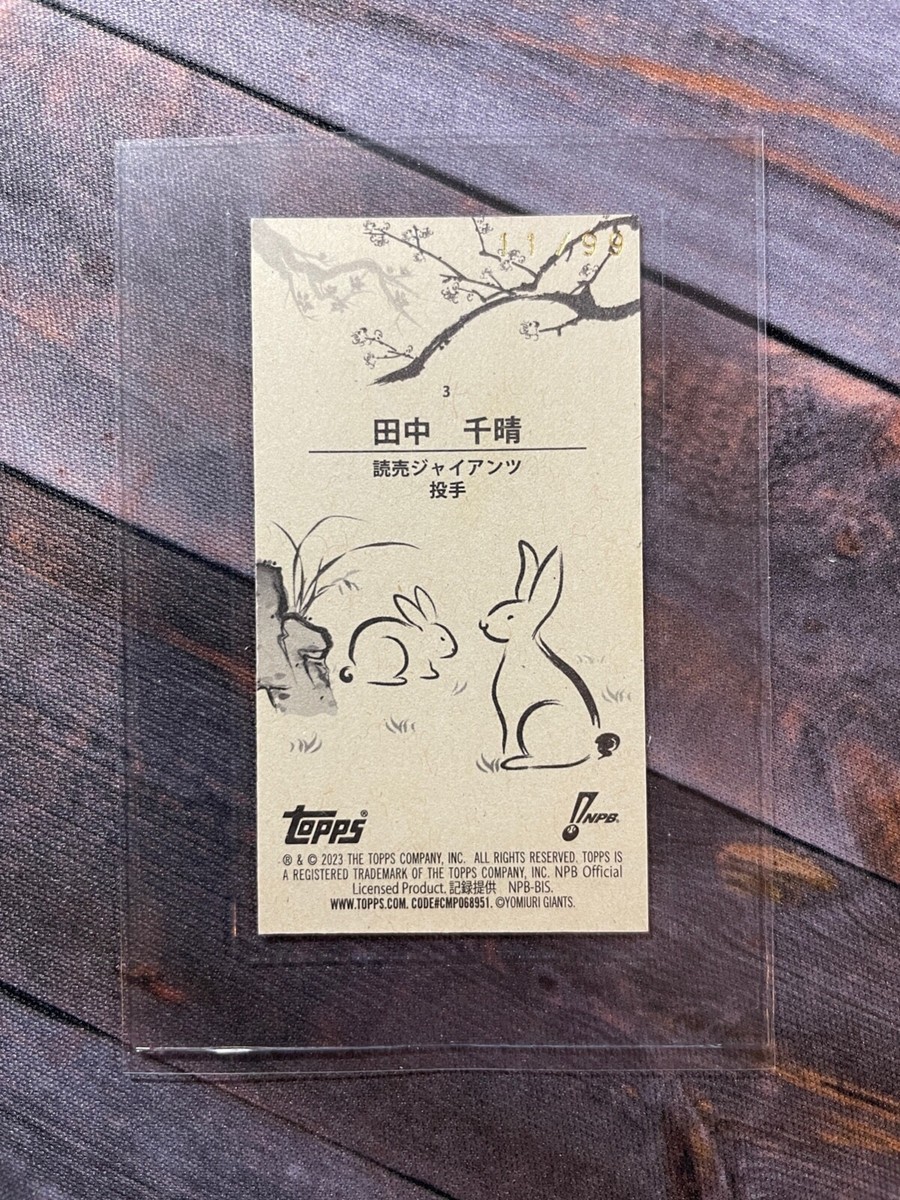 11/99
3
田中　千晴
読売ジャイアンツ
投手
topps®
NPB®
® & © 2023 THE TOPPS COMPANY, INC. ALL RIGHTS RESERVED. TOPPS IS
A REGISTERED TRADEMARK OF THE TOPPS COMPANY, INC. NPB Official
Licensed Product. 記録提供 NPB-BIS.
WWW.TOPPS.COM. CODE#CMP068951. ©YOMIURI GIANTS.